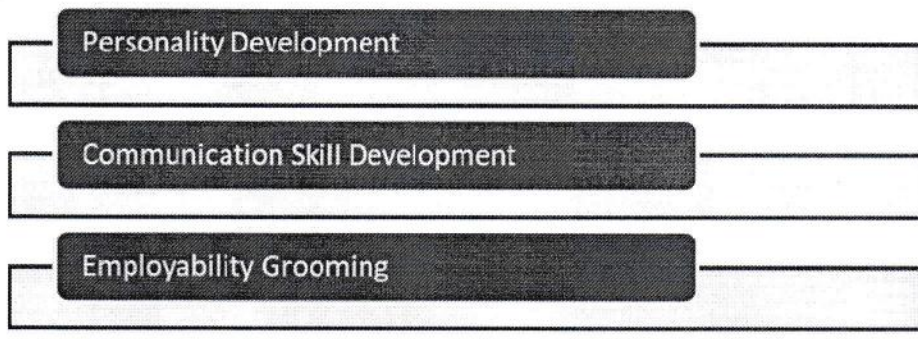 Personality Development
Communication Skill Development
Employability Grooming